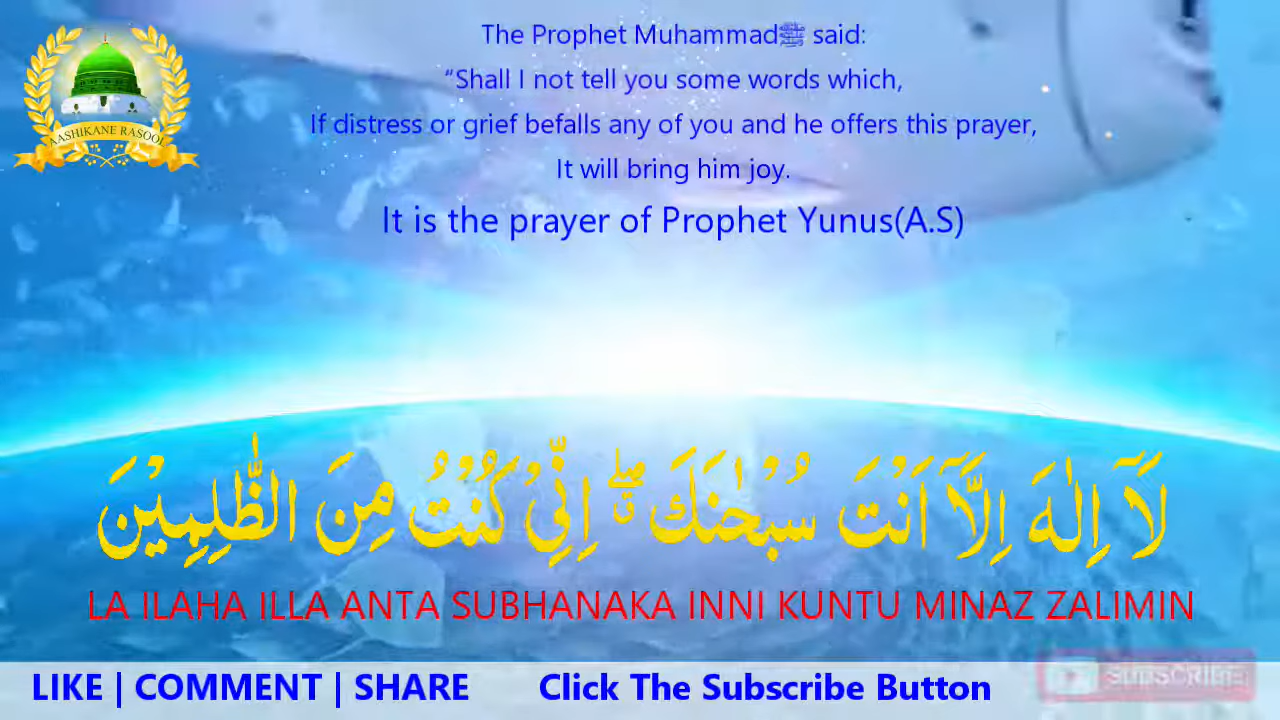 The Prophet Muhammadﷺ said:
“Shall I not tell you some words which,
If distress or grief befalls any of you and he offers this prayer,
It will bring him joy.
It is the prayer of Prophet Yunus(A.S)
AASHIKANE RASOOL
لَاۤ اِلٰهَ اِلَّاۤ اَنْتَ سُبْحٰنَكَ ۖۗ اِنِّیْ كُنْتُ مِنَ الظّٰلِمِیْنَ
LA ILAHA ILLA ANTA SUBHANAKA INNI KUNTU MINAZ ZALIMIN
LIKE | COMMENT | SHARE Click The Subscribe Button
SUBSCRIBE